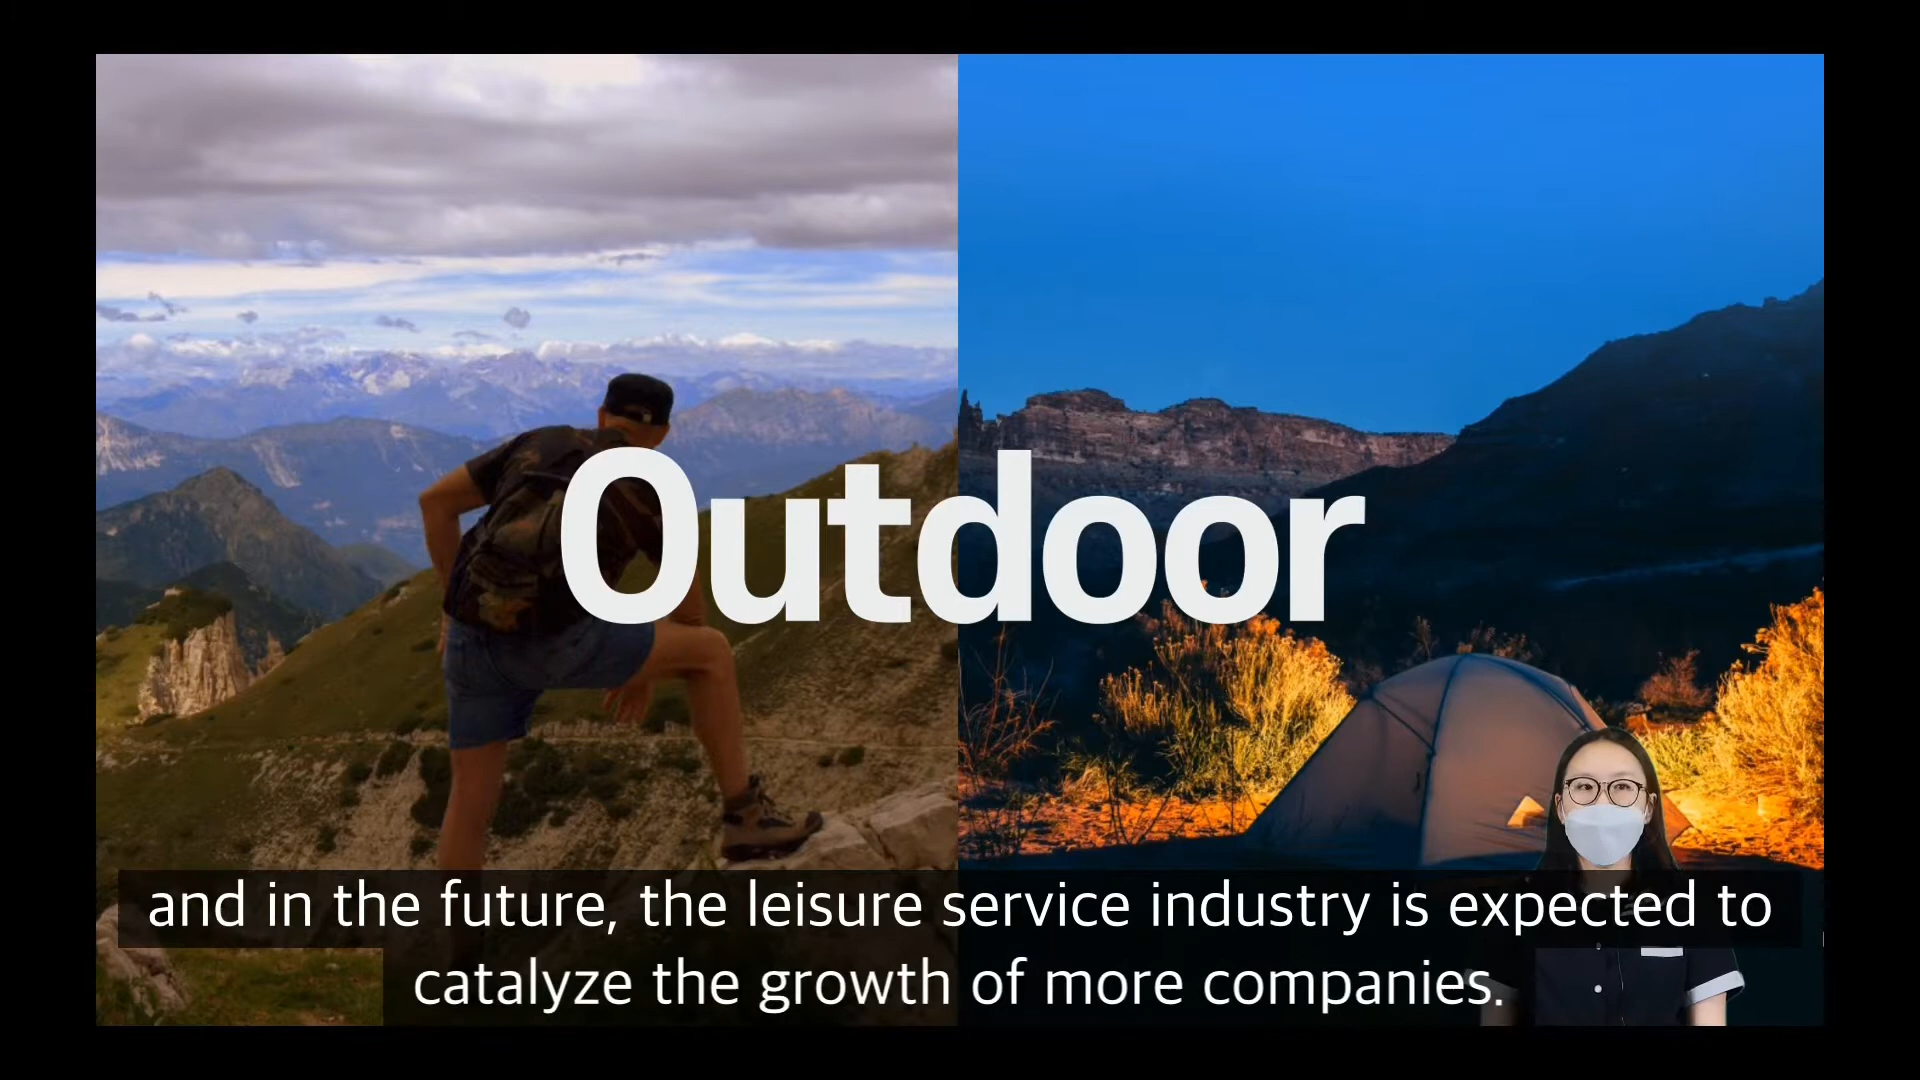 Outdoor
and in the future, the leisure service industry is expected to
catalyze the growth of more companies.